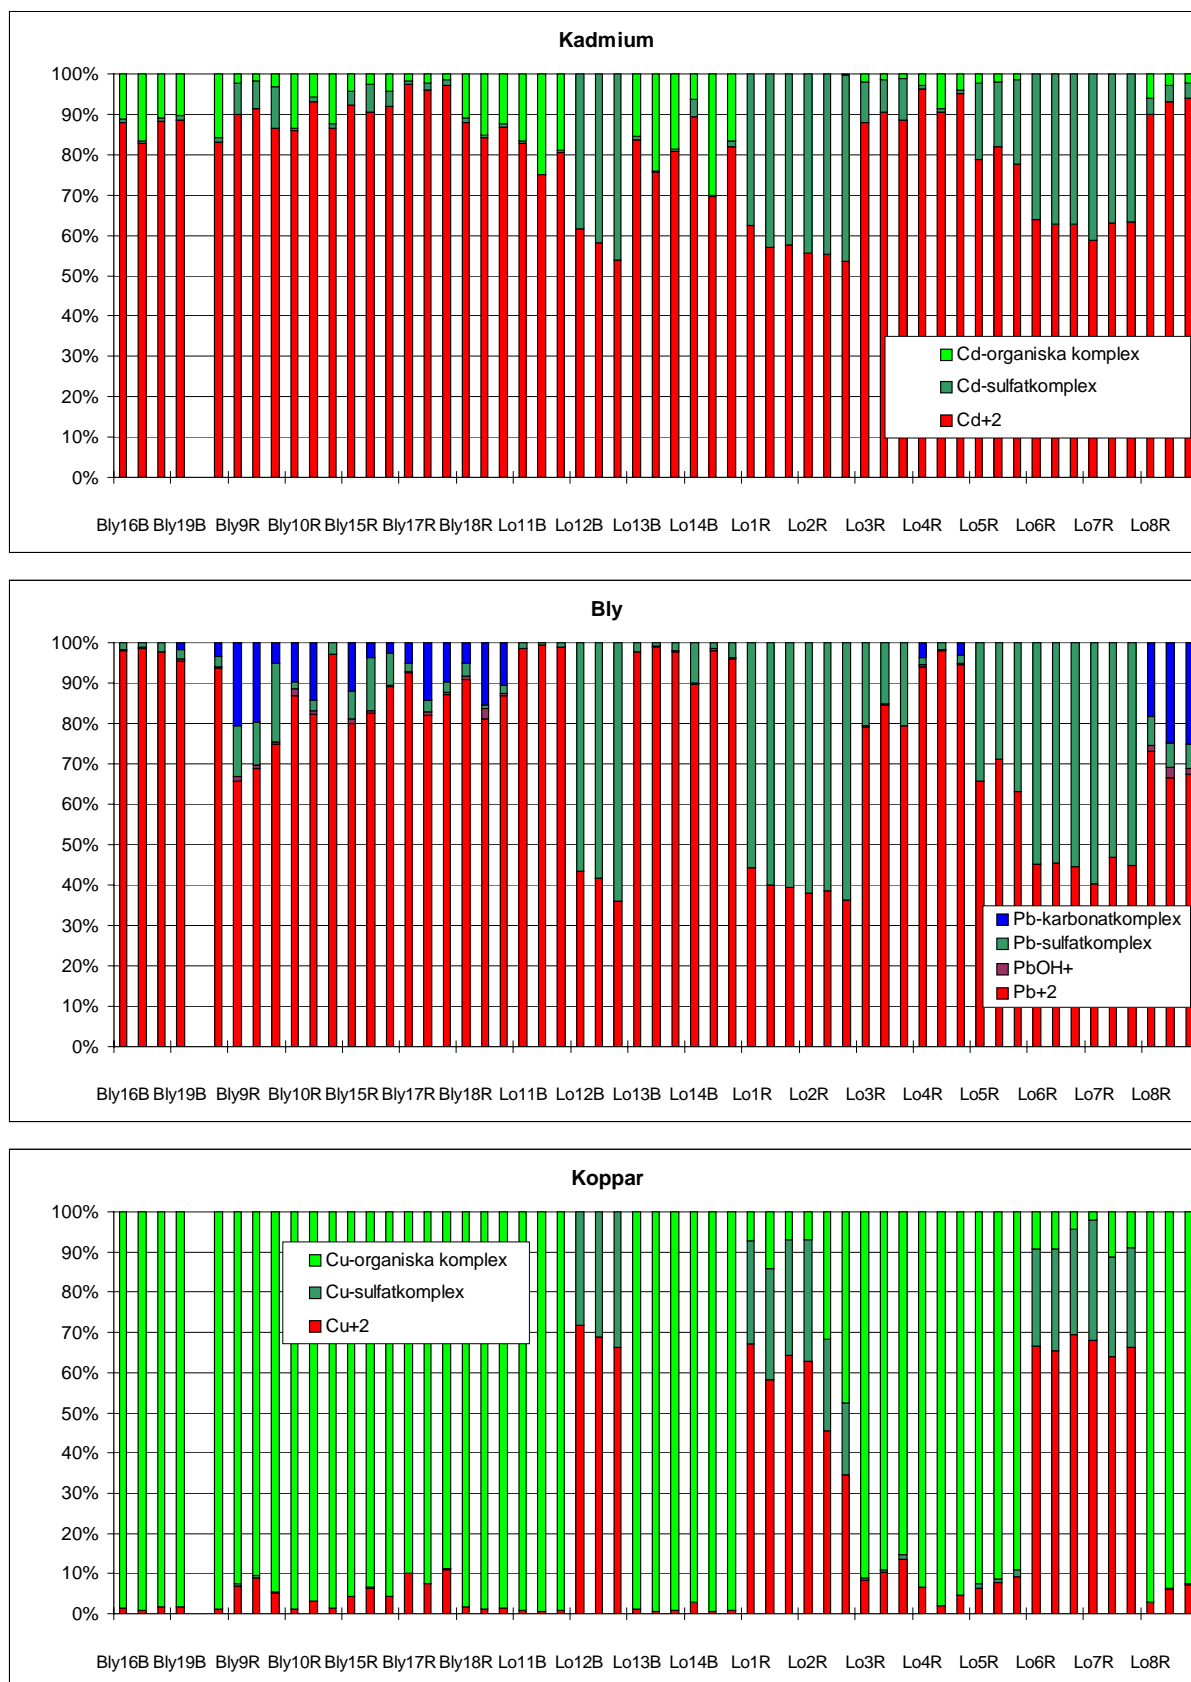 Kadmium
100%
90%
80%
70%
60%
50%
40%
30%
20%
10%
0%
Cd-organiska komplex
Cd-sulfatkomplex
Cd+2
Bly16B Bly19B Bly9R Bly10R Bly15R Bly17R Bly18R Lo11B Lo12B Lo13B Lo14B Lo1R Lo2R Lo3R Lo4R Lo5R Lo6R Lo7R Lo8R
Bly
100%
90%
80%
70%
60%
50%
40%
30%
20%
10%
0%
Pb-karbonatkomplex
Pb-sulfatkomplex
PbOH+
Pb+2
Bly16B Bly19B Bly9R Bly10R Bly15R Bly17R Bly18R Lo11B Lo12B Lo13B Lo14B Lo1R Lo2R Lo3R Lo4R Lo5R Lo6R Lo7R Lo8R
Koppar
100%
90%
80%
70%
60%
50%
40%
30%
20%
10%
0%
Cu-organiska komplex
Cu-sulfatkomplex
Cu+2
Bly16B Bly19B Bly9R Bly10R Bly15R Bly17R Bly18R Lo11B Lo12B Lo13B Lo14B Lo1R Lo2R Lo3R Lo4R Lo5R Lo6R Lo7R Lo8R